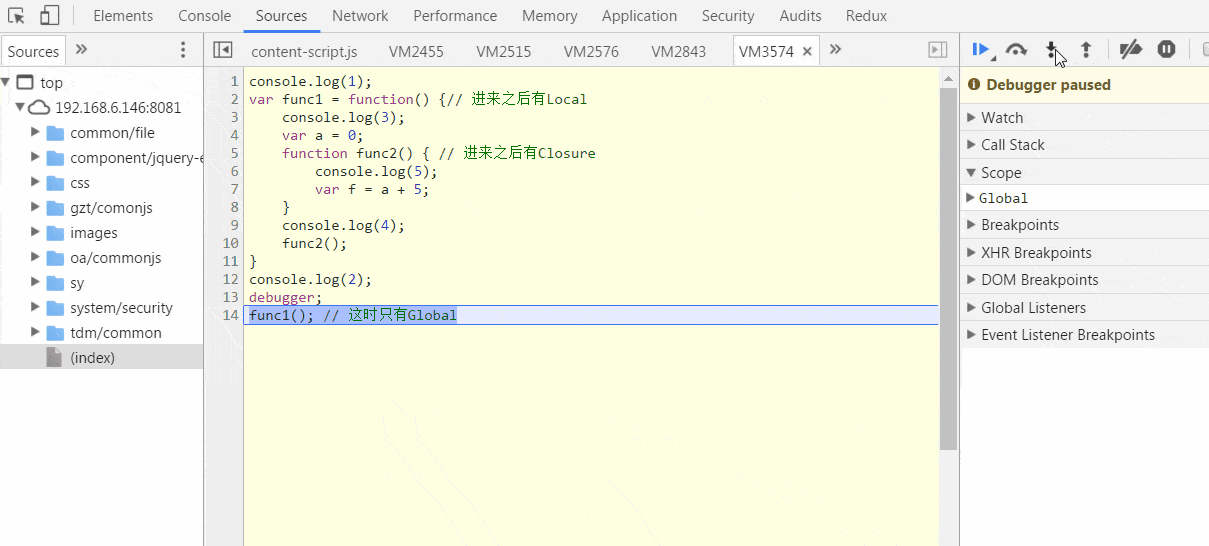 Elements Console Sources Network Performance Memory Application Security Audits Redux
Sources » content-script.js VM2455 VM2515 VM2576 VM2843 VM3574 × »
top
192.168.6.146:8081
common/file
component/jquery-e
css
gzt/comonjs
images
oa/commonjs
sy
system/security
tdm/common
(index)
1 console.log(1);
2 var func1 = function() {// 进来之后有Local
3 console.log(3);
4 var a = 0;
5 function func2() { // 进来之后有Closure
6 console.log(5);
7 var f = a + 5;
8 }
9 console.log(4);
10 func2();
11 }
12 console.log(2);
13 debugger;
14 func1(); // 这时只有Global
Debugger paused
Watch
Call Stack
Scope
Global
Breakpoints
XHR Breakpoints
DOM Breakpoints
Global Listeners
Event Listener Breakpoints